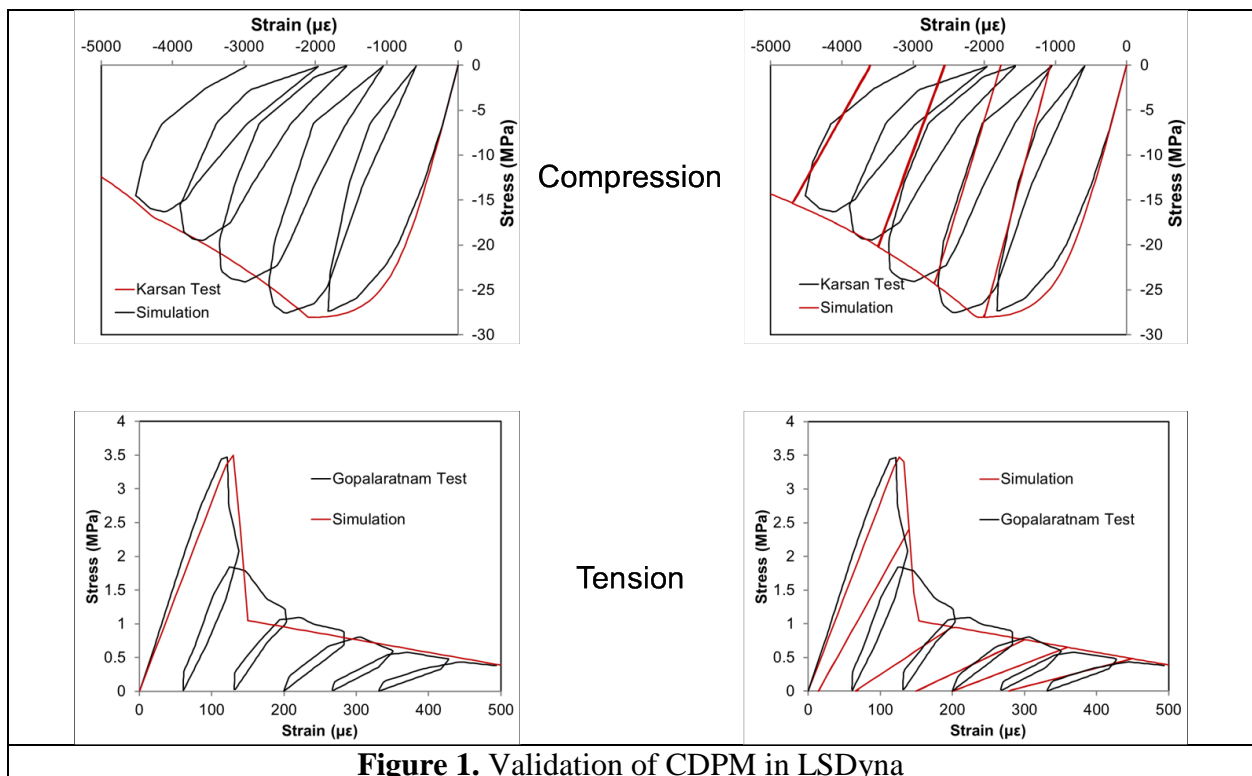 Strain (µε)
-5000 -4000 -3000 -2000 -1000 0
0
-5
-10
-15
-20
-25
-30
Stress (MPa)
Karsan Test
Simulation
Compression
Strain (µε)
-5000 -4000 -3000 -2000 -1000 0
0
-5
-10
-15
-20
-25
-30
Stress (MPa)
Karsan Test
Simulation
4
3.5
3
2.5
2
1.5
1
0.5
0
Stress (MPa)
Gopalaratnam Test
Simulation
0 100 200 300 400 500
Strain (µε)
Tension
4
3.5
3
2.5
2
1.5
1
0.5
0
Stress (MPa)
Simulation
Gopalaratnam Test
0 100 200 300 400 500
Strain (µε)
Figure 1. Validation of CDPM in LSDyna